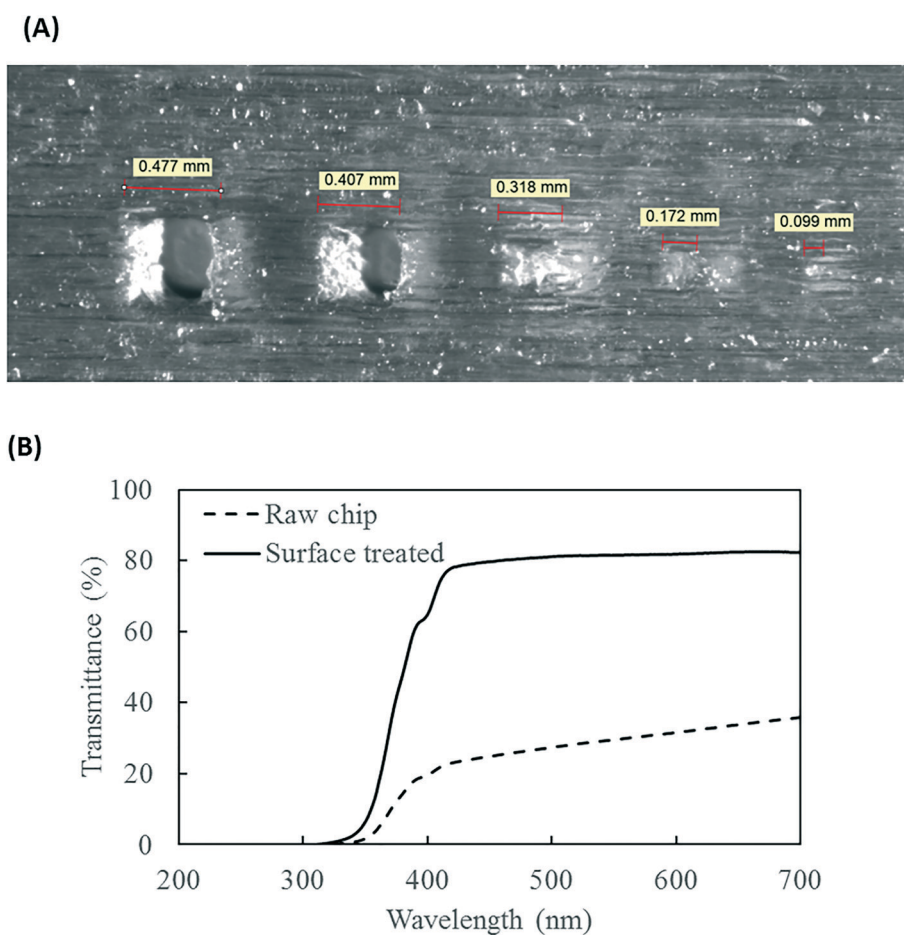 (A)
0.477 mm
0.407 mm
0.318 mm
0.172 mm
0.099 mm
(B)
100
80
60
40
20
0
Transmittance (%)
Raw chip
Surface treated
200 300 400 500 600 700
Wavelength (nm)